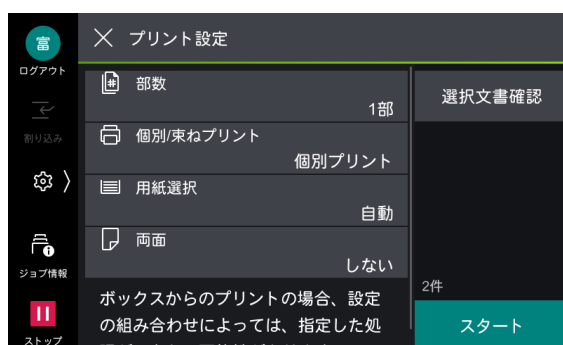 富
ログアウト
割り込み
ジョブ情報
ストップ
プリント設定
部数
1部
個別/束ねプリント
個別プリント
用紙選択
自動
両面
しない
ボックスからのプリントの場合、設定
の組み合わせによっては、指定した処
選択文書確認
2件
スタート